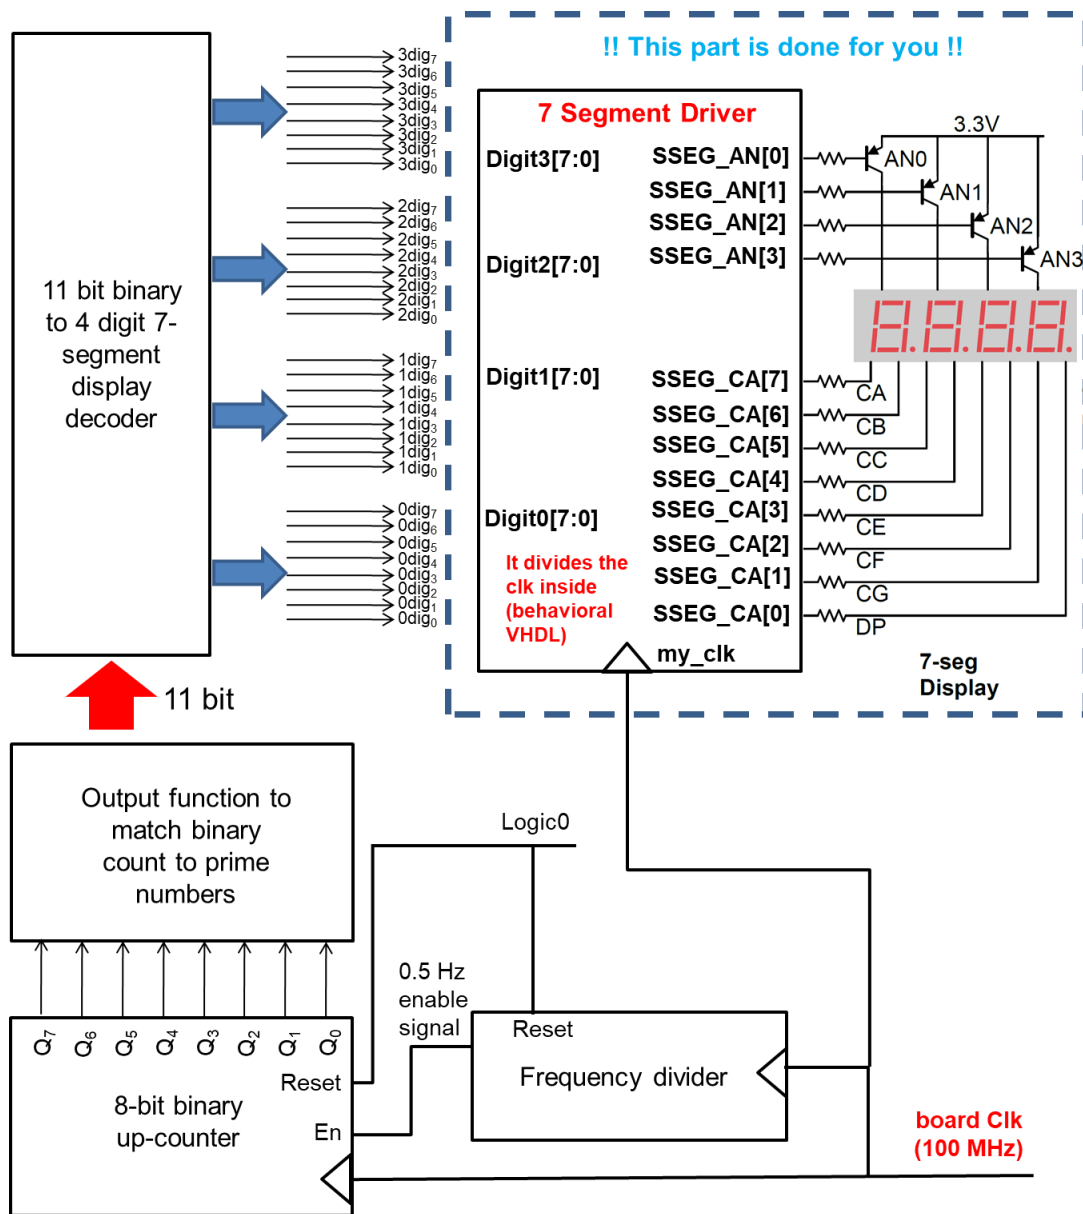 !! This part is done for you !!
11 bit binary
to 4 digit 7-
segment
display
decoder
3dig7
3dig6
3dig5
3dig4
3dig3
3dig2
3dig1
3dig0
2dig7
2dig6
2dig5
2dig4
2dig3
2dig2
2dig1
2dig0
1dig7
1dig6
1dig5
1dig4
1dig3
1dig2
1dig1
1dig0
0dig7
0dig6
0dig5
0dig4
0dig3
0dig2
0dig1
0dig0
7 Segment Driver
Digit3[7:0]
Digit2[7:0]
Digit1[7:0]
Digit0[7:0]
It divides the
clk inside
(behavioral
VHDL)
SSEG_AN[0]
SSEG_AN[1]
SSEG_AN[2]
SSEG_AN[3]
SSEG_CA[7]
SSEG_CA[6]
SSEG_CA[5]
SSEG_CA[4]
SSEG_CA[3]
SSEG_CA[2]
SSEG_CA[1]
SSEG_CA[0]
my_clk
3.3V
AN0
AN1
AN2
AN3
8.8.8.8.
CA
CB
CC
CD
CE
CF
CG
DP
7-seg
Display
11 bit
Output function to
match binary
count to prime
numbers
Logic0
0.5 Hz
enable
signal
Q7 Q6 Q5 Q4 Q3 Q2 Q1 Q0
Reset
En
8-bit binary
up-counter
Reset
Frequency divider
board Clk
(100 MHz)